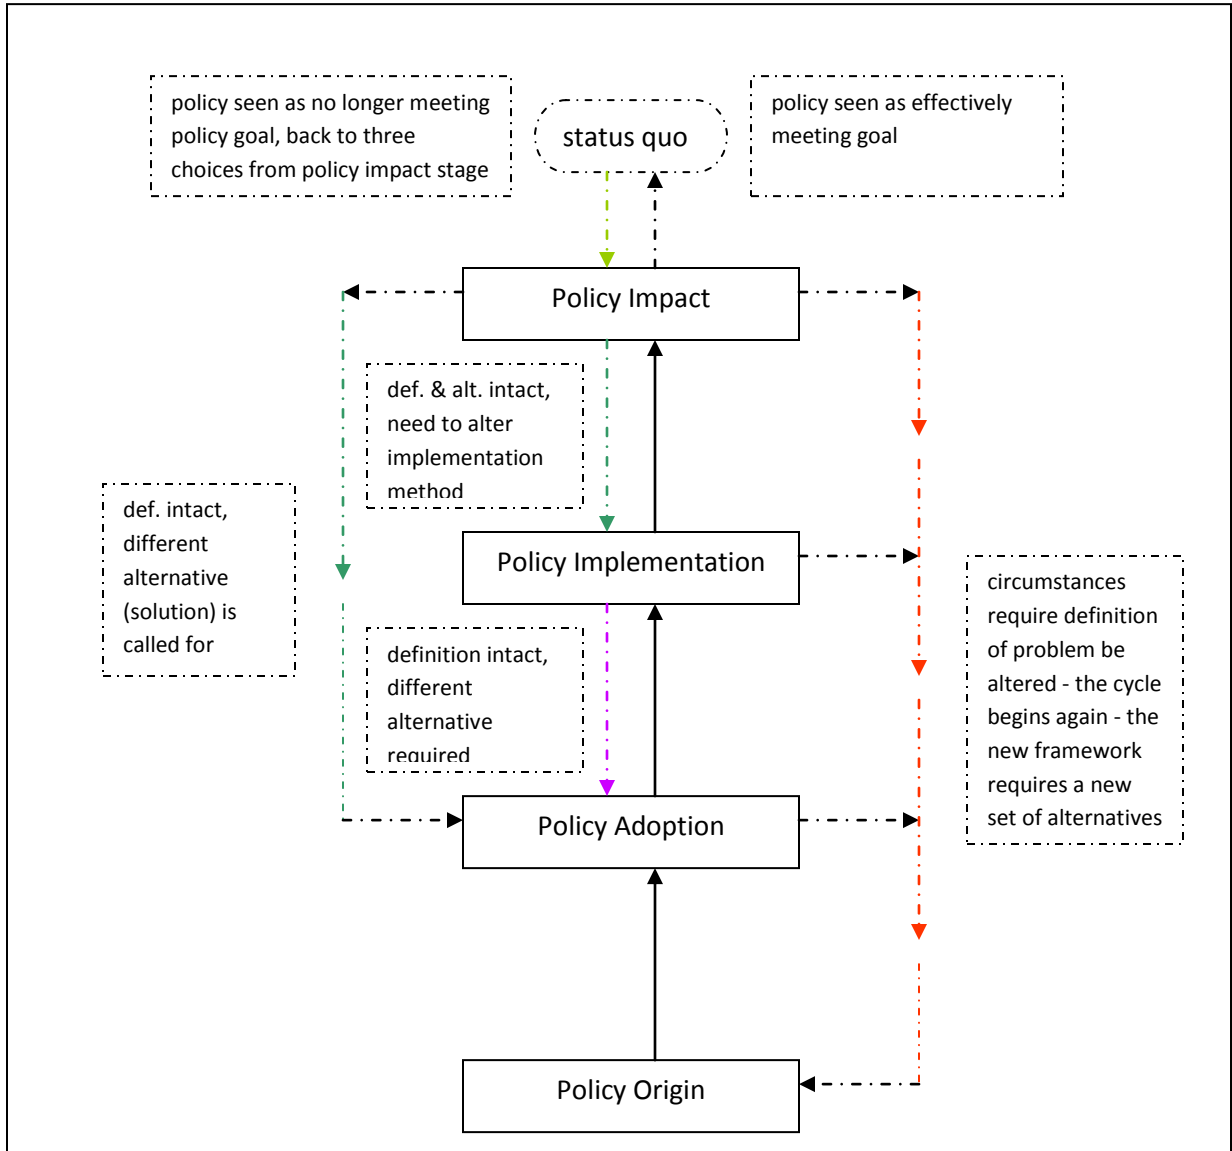 policy seen as no longer meeting
policy goal, back to three
choices from policy impact stage
status quo
policy seen as effectively
meeting goal
Policy Impact
def. & alt. intact,
need to alter
implementation
method
def. intact,
different
alternative
(solution) is
called for
Policy Implementation
circumstances
require definition
of problem be
altered - the cycle
begins again - the
new framework
requires a new
set of alternatives
definition intact,
different
alternative
required
Policy Adoption
Policy Origin